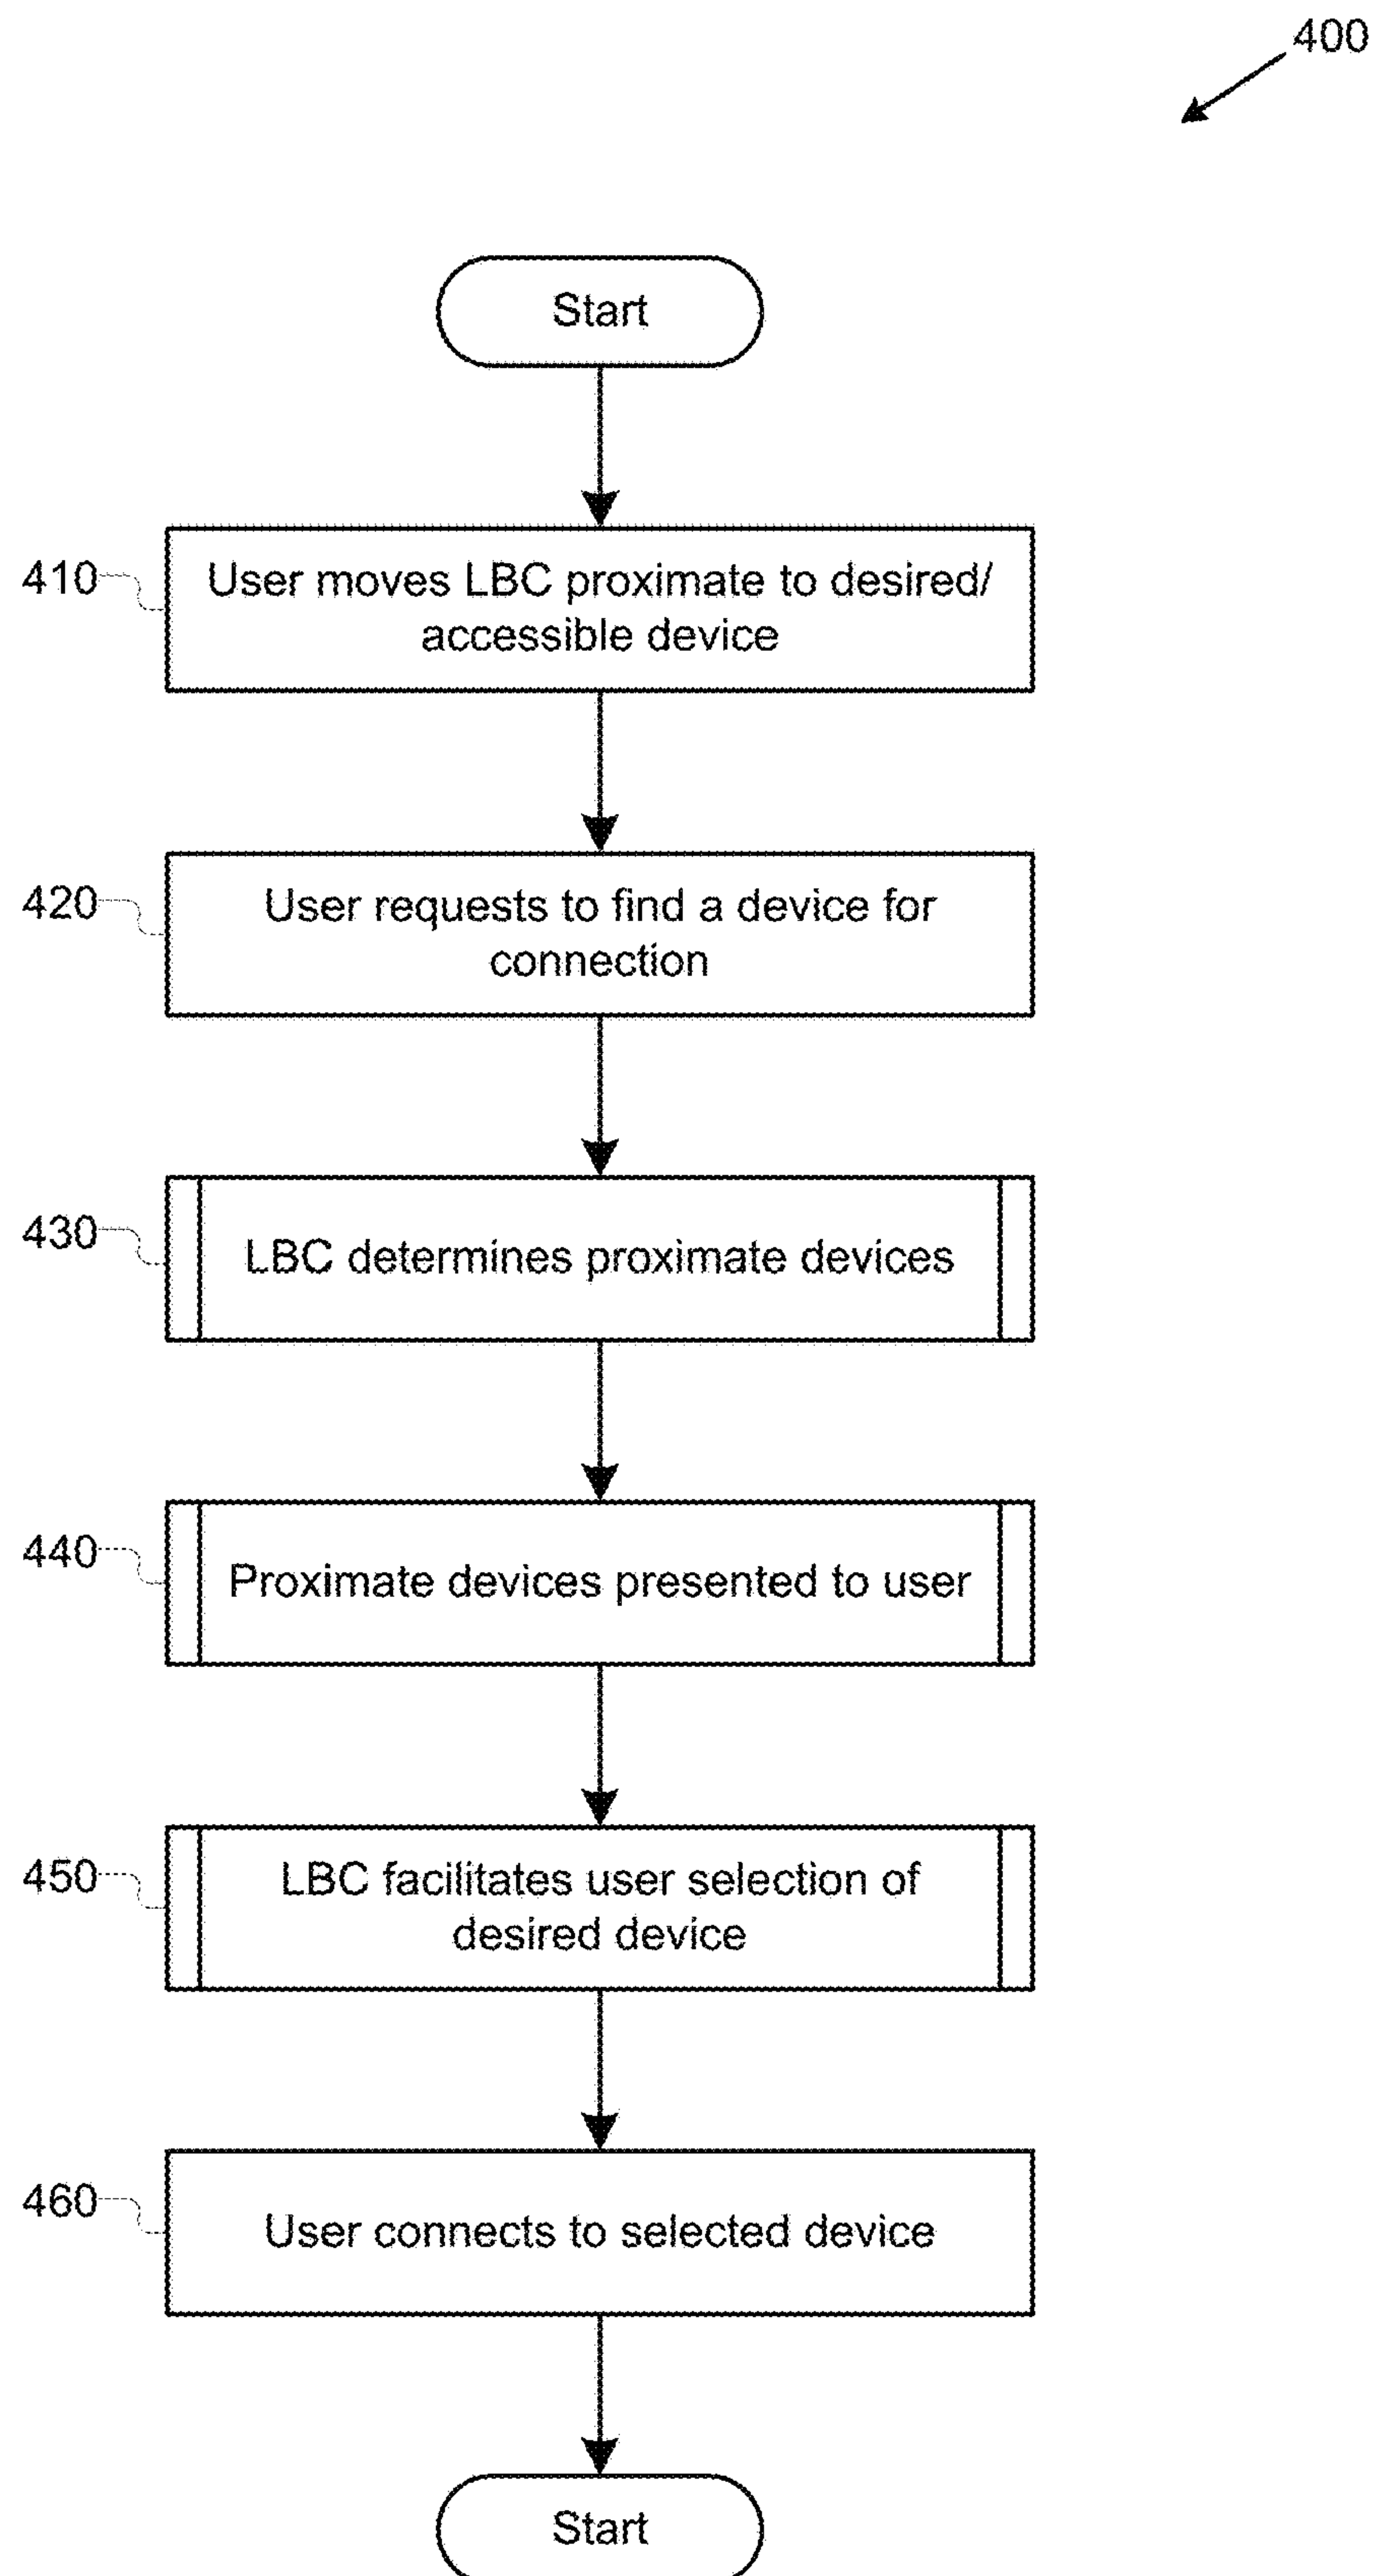 400
Start
410
User moves LBC proximate to desired/
accessible device
420
User requests to find a device for
connection
430
LBC determines proximate devices
440
Proximate devices presented to user
450
LBC facilitates user selection of
desired device
460
User connects to selected device
Start